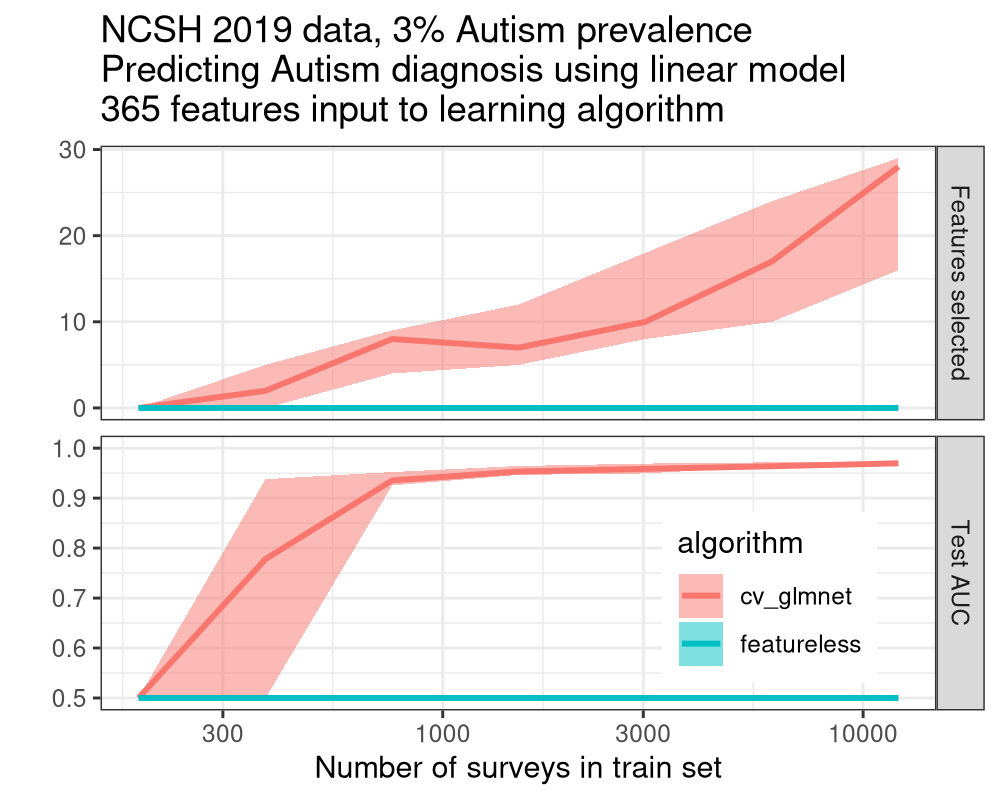 NCSH 2019 data, 3% Autism prevalence
Predicting Autism diagnosis using linear model
365 features input to learning algorithm
30
20
10
0
Features selected
1.0
0.9
0.8
0.7
0.6
0.5
Test AUC
algorithm
cv_glmnet
featureless
300
1000
3000
10000
Number of surveys in train set